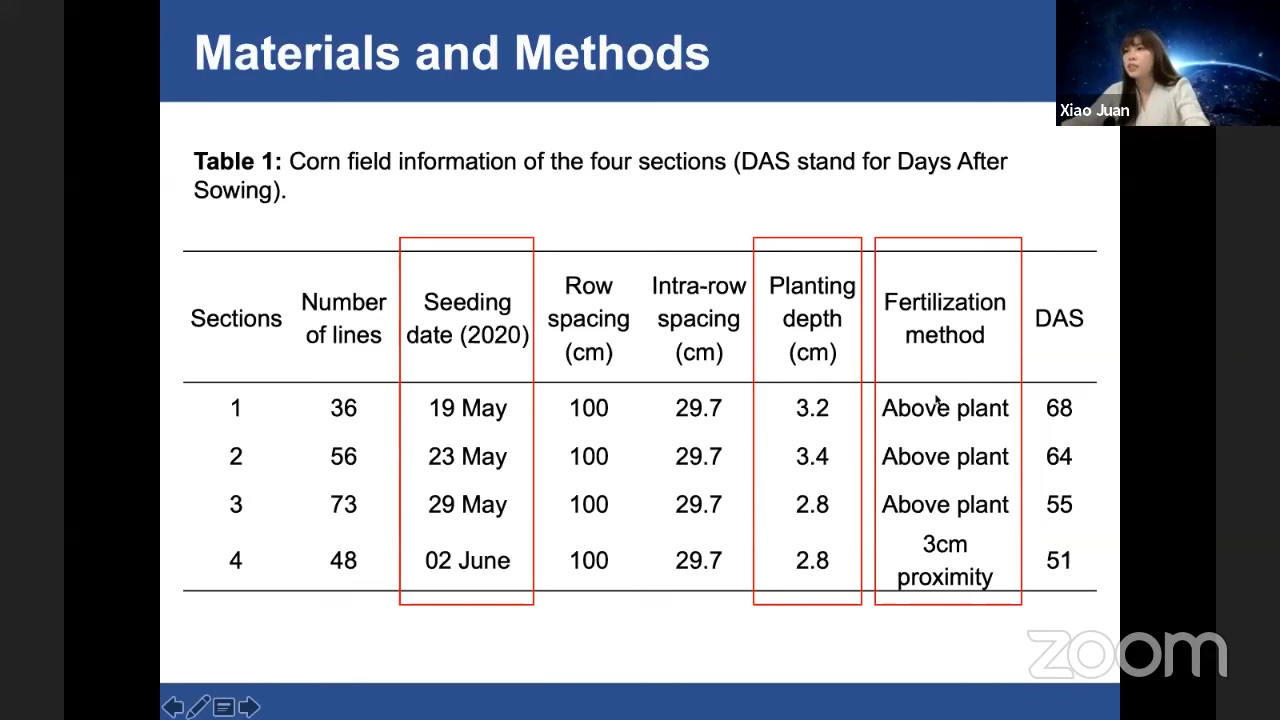 Materials and Methods
Xiao Juan
Table 1: Corn field information of the four sections (DAS stand for Days After
Sowing).
Sections Number of lines Seeding date (2020) Row spacing (cm) Intra-row spacing (cm) Planting depth (cm) Fertilization method DAS
1 36 19 May 100 29.7 3.2 Above plant 68
2 56 23 May 100 29.7 3.4 Above plant 64
3 73 29 May 100 29.7 2.8 Above plant 55
4 48 02 June 100 29.7 2.8 3cm proximity 51
zoom